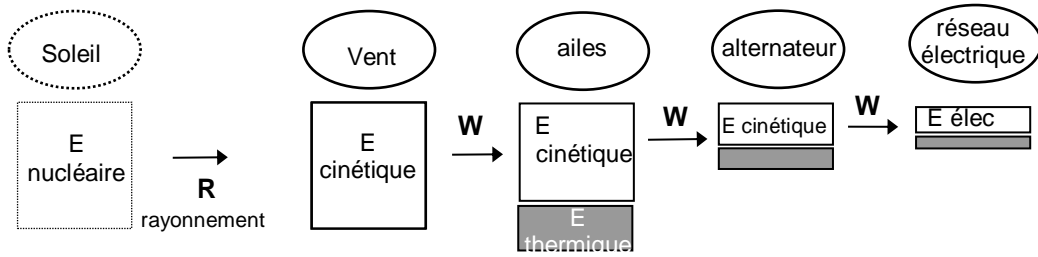 Soleil
Vent
ailes
alternateur
réseau
électrique
E
nucléaire
R
rayonnement
E
cinétique
W
E
cinétique
E
thermique
W
E cinétique
W
E élec